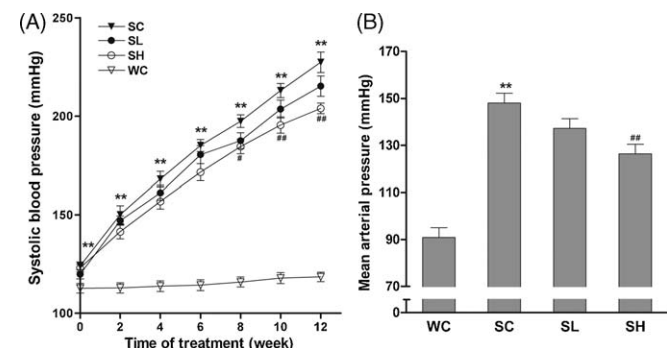 (A)
SC
SL
SH
WC
Systolic blood pressure (mmHg)
250
200
150
100
** ** ** ** ** ** **
# ## ##
0 2 4 6 8 10 12
Time of treatment (week)
(B)
Mean arterial pressure (mmHg)
170
150
130
110
90
70
0
**
##
WC SC SL SH